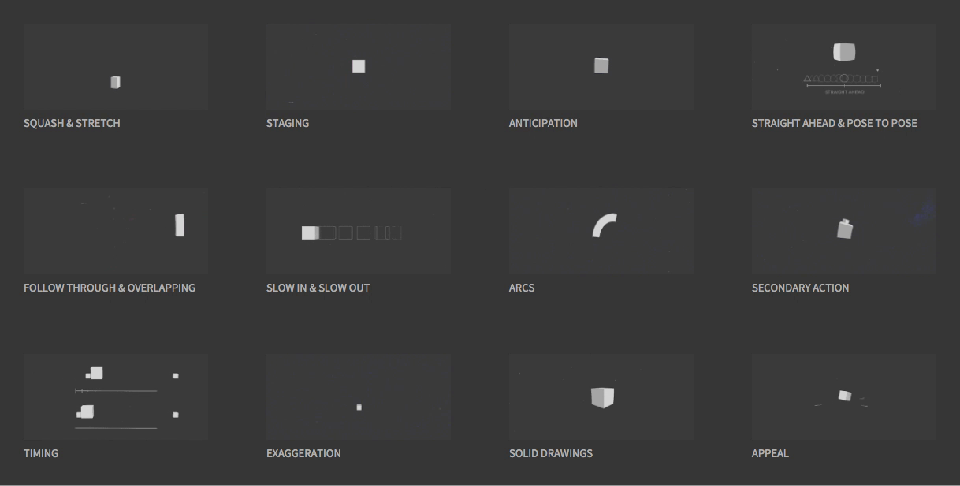 SQUASH & STRETCH
STAGING
ANTICIPATION
STRAIGHT AHEAD & POSE TO POSE
FOLLOW THROUGH & OVERLAPPING
SLOW IN & SLOW OUT
ARCS
SECONDARY ACTION
TIMING
EXAGGERATION
SOLID DRAWINGS
APPEAL